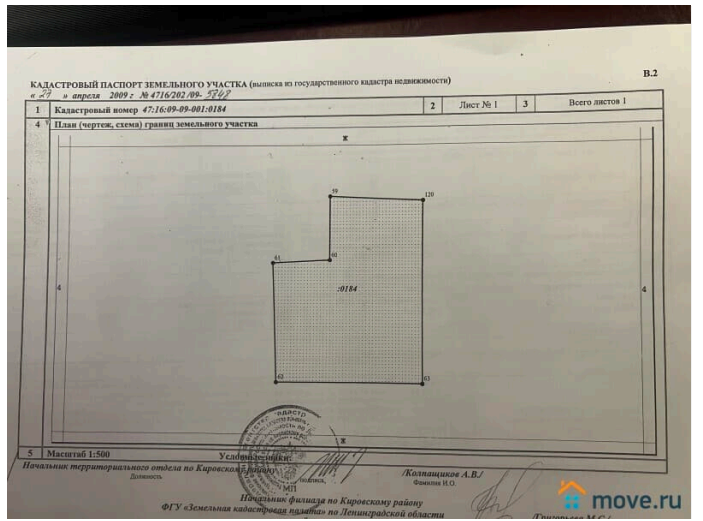 В.2
КАДАСТРОВЫЙ ПАСПОРТ ЗЕМЕЛЬНОГО УЧАСТКА (выписка из государственного кадастра недвижимости)
« 27 » апреля 2009 г № 4716/202/09- 5848
1 Кадастровый номер 47:16:09-09-001:0184 2 Лист № 1 3 Всего листов 1
4 План (чертеж, схема) границ земельного участка
ж
59 120
61 60
4 :0184 4
62 63
ж
5 Масштаб 1:500 Условные знаки:
Начальник территориального отдела по Кировскому району /Колпащиков А.В./
Должность подпись, Фамилия И.О.
МП
Начальник филиала по Кировскому району
ФГУ «Земельная кадастровая палата» по Ленинградской области /Григорьев М.С./
move.ru